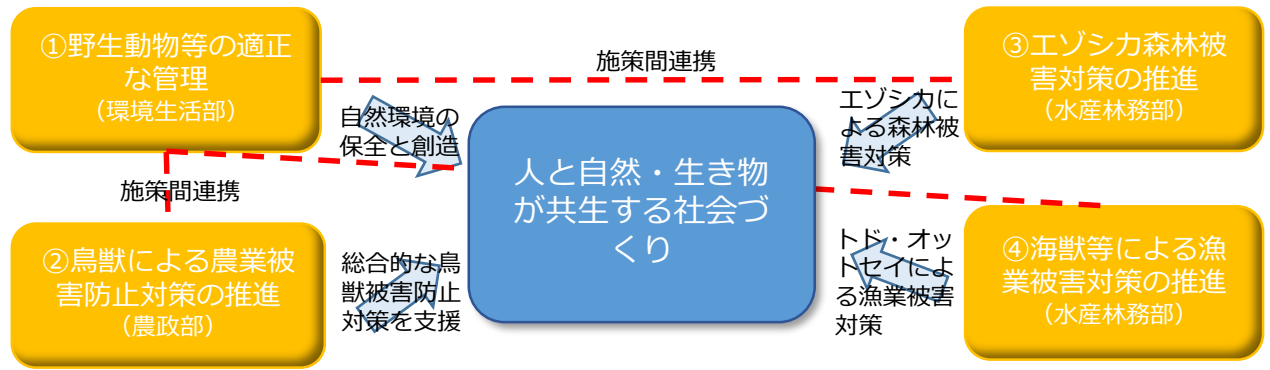 ①野生動物等の適正
な管理
（環境生活部）
施策間連携
③エゾシカ森林被
害対策の推進
（水産林務部）
自然環境の
保全と創造
エゾシカに
よる森林被
害対策
人と自然・生き物
が共生する社会づ
くり
施策間連携
②鳥獣による農業被
害防止対策の推進
（農政部）
総合的な鳥
獣被害防止
対策を支援
トド・オッ
トセイによ
る漁業被害
対策
④海獣等による漁
業被害対策の推進
（水産林務部）